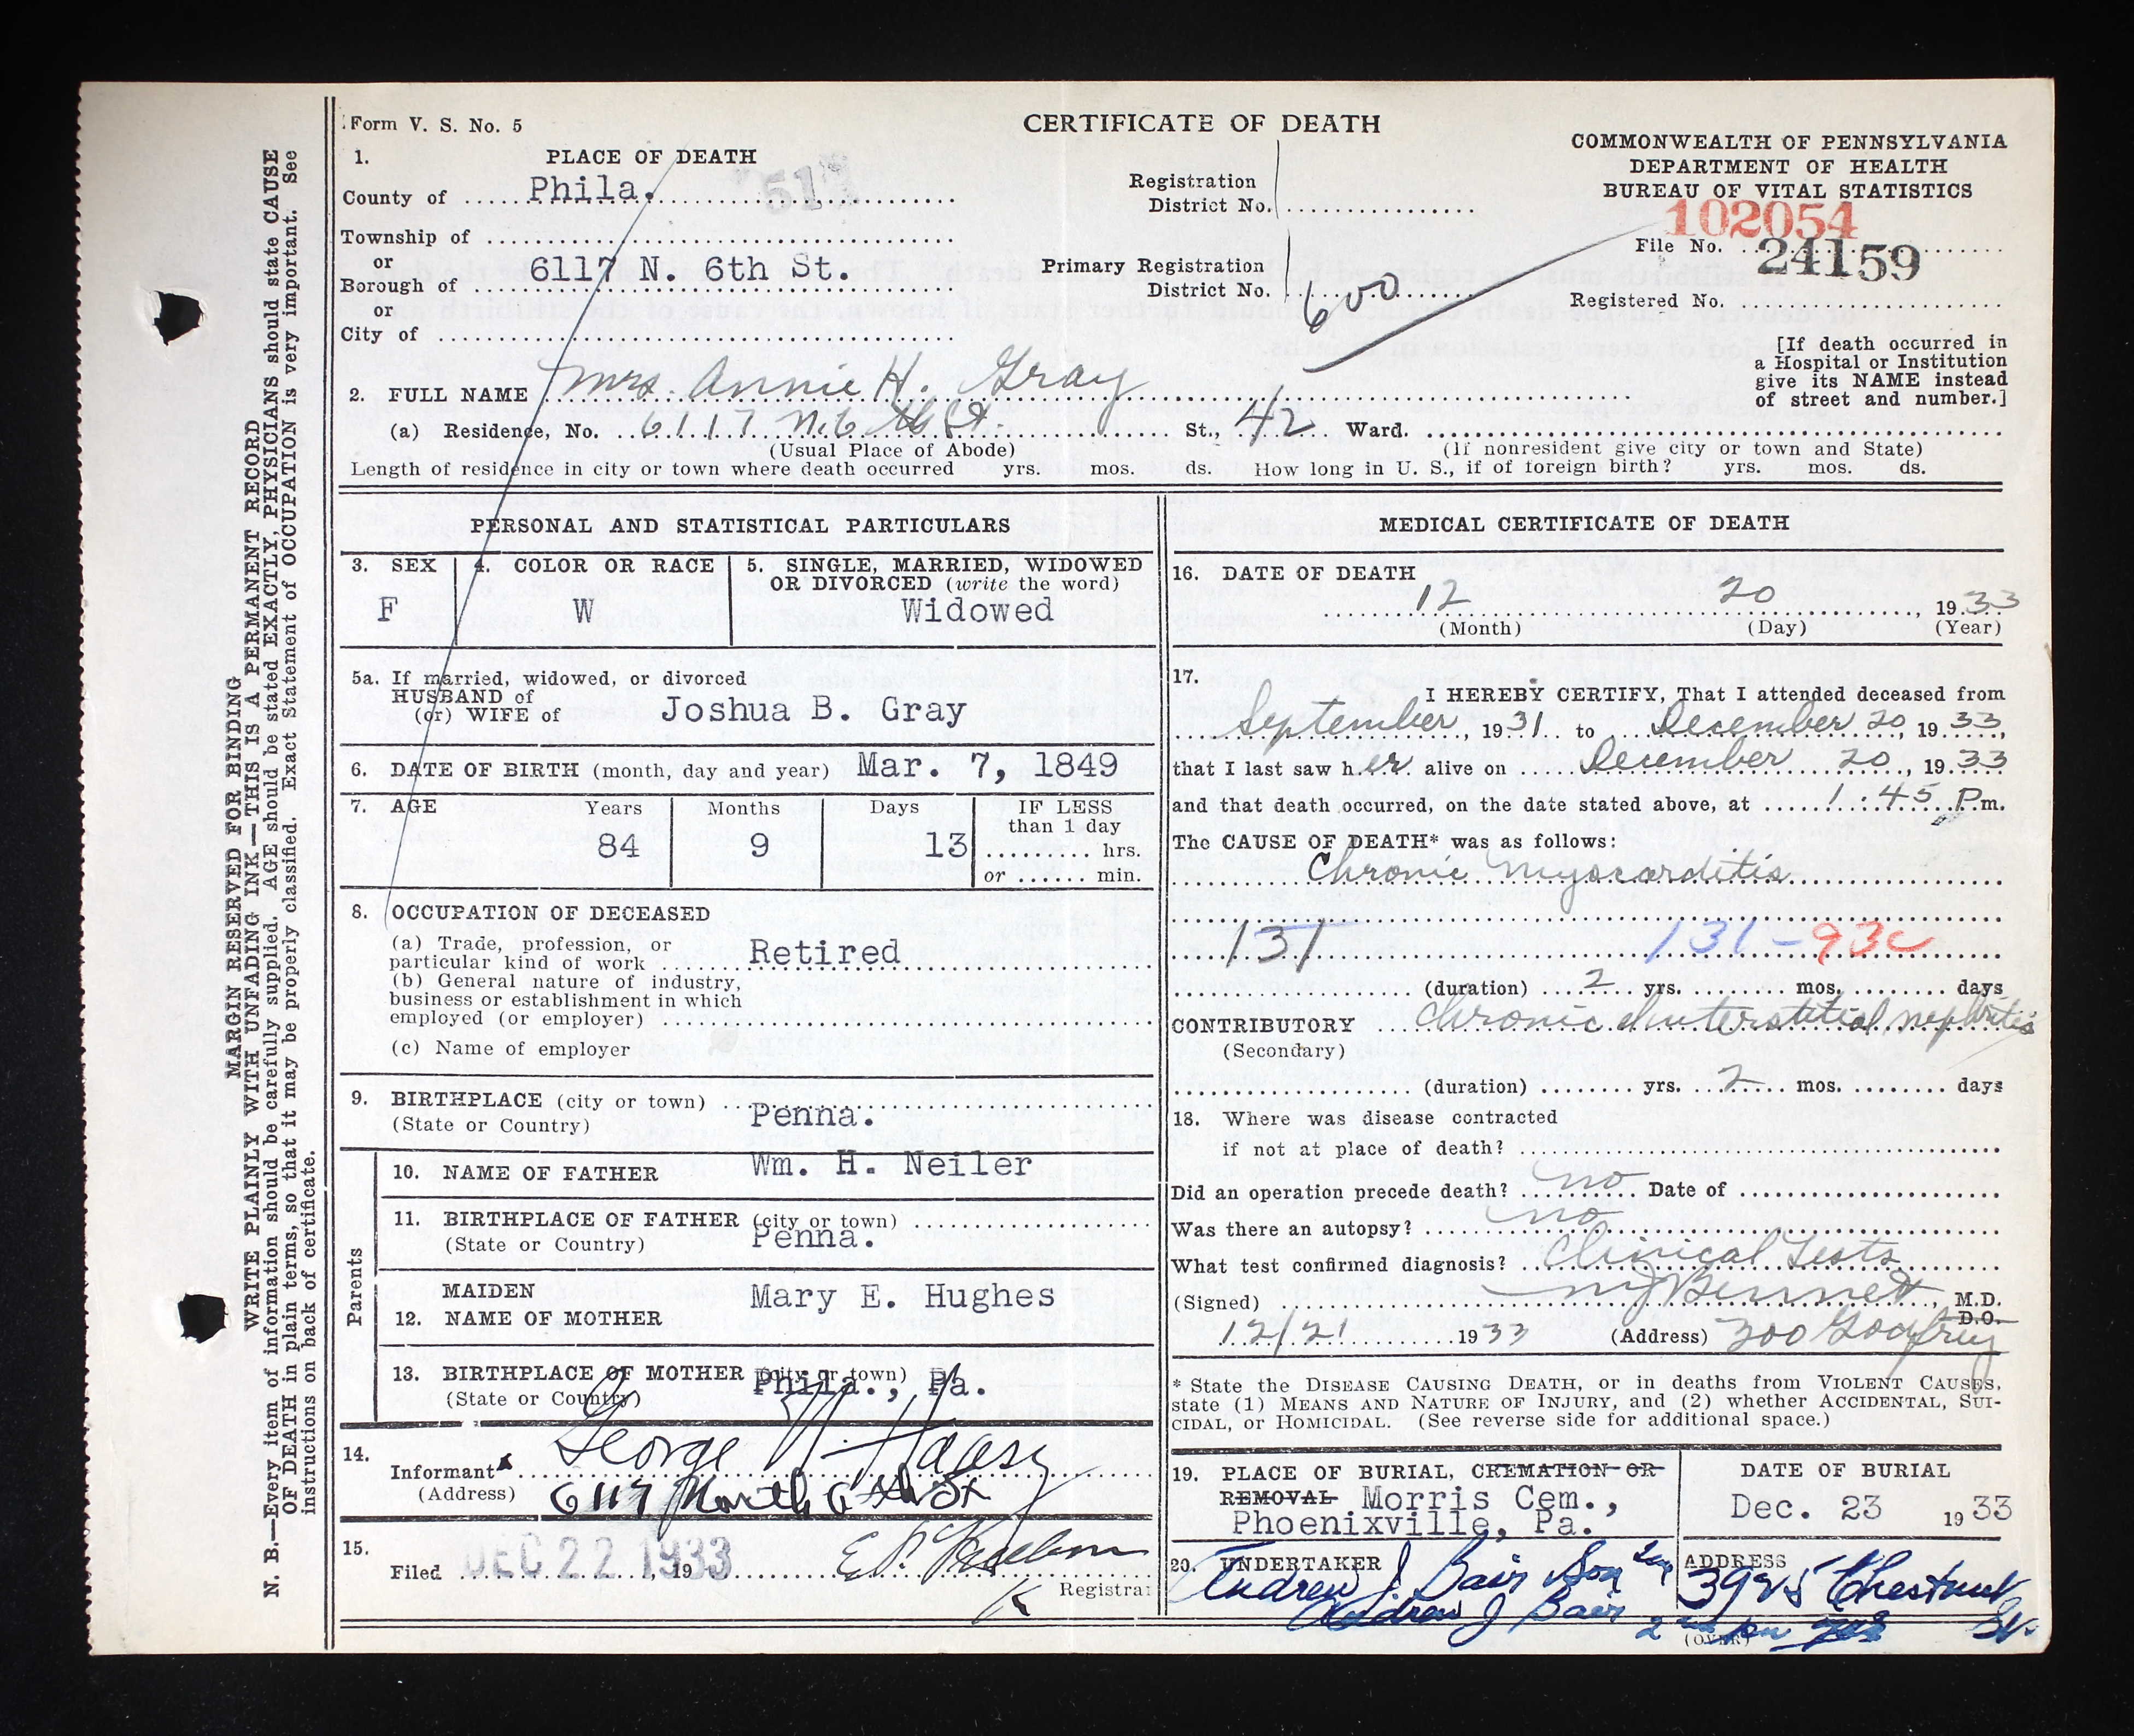 Form V. S. No. 5
CERTIFICATE OF DEATH
COMMONWEALTH OF PENNSYLVANIA
DEPARTMENT OF HEALTH
BUREAU OF VITAL STATISTICS
102054
File No.
24159
Registered No.
1. PLACE OF DEATH
County of Phila.
Township of
or
Borough of 6117 N. 6th St.
or
City of
Registration
District No.
Primary Registration
District No. 600
[If death occurred in
a Hospital or Institution
give its NAME instead
of street and number.]
2. FULL NAME Mrs. Annie H. Gray
(a) Residence, No. 6117 N. 6th St. St., 42 Ward.
(Usual Place of Abode) (If nonresident give city or town and State)
Length of residence in city or town where death occurred yrs. mos. ds. How long in U. S., if of foreign birth? yrs. mos. ds.
PERSONAL AND STATISTICAL PARTICULARS
3. SEX
F
4. COLOR OR RACE
W
5. SINGLE, MARRIED, WIDOWED
OR DIVORCED (write the word)
Widowed
5a. If married, widowed, or divorced
HUSBAND of
(or) WIFE of Joshua B. Gray
6. DATE OF BIRTH (month, day and year) Mar. 7, 1849
7. AGE Years Months Days IF LESS
than 1 day
84 9 13 hrs.
or min.
8. OCCUPATION OF DECEASED
(a) Trade, profession, or
particular kind of work Retired
(b) General nature of industry,
business or establishment in which
employed (or employer)
(c) Name of employer
9. BIRTHPLACE (city or town)
(State or Country) Penna.
Parents
10. NAME OF FATHER Wm. H. Neiler
11. BIRTHPLACE OF FATHER (city or town)
(State or Country) Penna.
MAIDEN
12. NAME OF MOTHER Mary E. Hughes
13. BIRTHPLACE OF MOTHER (city or town) Phila., Pa.
(State or Country)
14. Informant George N. Haasy
(Address) 6117 North 6th St
15. Filed DEC 22 1933, 19
Registrar
MEDICAL CERTIFICATE OF DEATH
16. DATE OF DEATH
12 20, 1933
(Month) (Day) (Year)
17. I HEREBY CERTIFY, That I attended deceased from
September, 1931 to December 20, 1933,
that I last saw her alive on December 20, 1933
and that death occurred, on the date stated above, at 1:45 P m.
The CAUSE OF DEATH* was as follows:
Chronic Myocarditis
131 131-93c
(duration) 2 yrs. mos. days
CONTRIBUTORY Chronic Interstitial nephritis
(Secondary)
(duration) yrs. 2 mos. days
18. Where was disease contracted
if not at place of death?
Did an operation precede death? no Date of
Was there an autopsy? no
What test confirmed diagnosis? Clinical Tests
(Signed) M J Bennet, M.D.
D.O.
12/21 1933 (Address) 300 Godfrey
* State the DISEASE CAUSING DEATH, or in deaths from VIOLENT CAUSES,
state (1) MEANS AND NATURE OF INJURY, and (2) whether ACCIDENTAL, SUI-
CIDAL, or HOMICIDAL. (See reverse side for additional space.)
19. PLACE OF BURIAL, CREMATION OR
REMOVAL Morris Cem.,
Phoenixville, Pa.
DATE OF BURIAL
Dec. 23 1933
20. UNDERTAKER
Andrew J. Bair Son
Andrew J Bair
ADDRESS
3925 Chestnut
St.
(OVER)
MARGIN RESERVED FOR BINDING
WRITE PLAINLY WITH UNFADING INK—THIS IS A PERMANENT RECORD
N. B.—Every item of information should be carefully supplied. AGE should be stated EXACTLY, PHYSICIANS should state CAUSE
OF DEATH in plain terms, so that it may be properly classified. Exact Statement of OCCUPATION is very important. See
instructions on back of certificate.